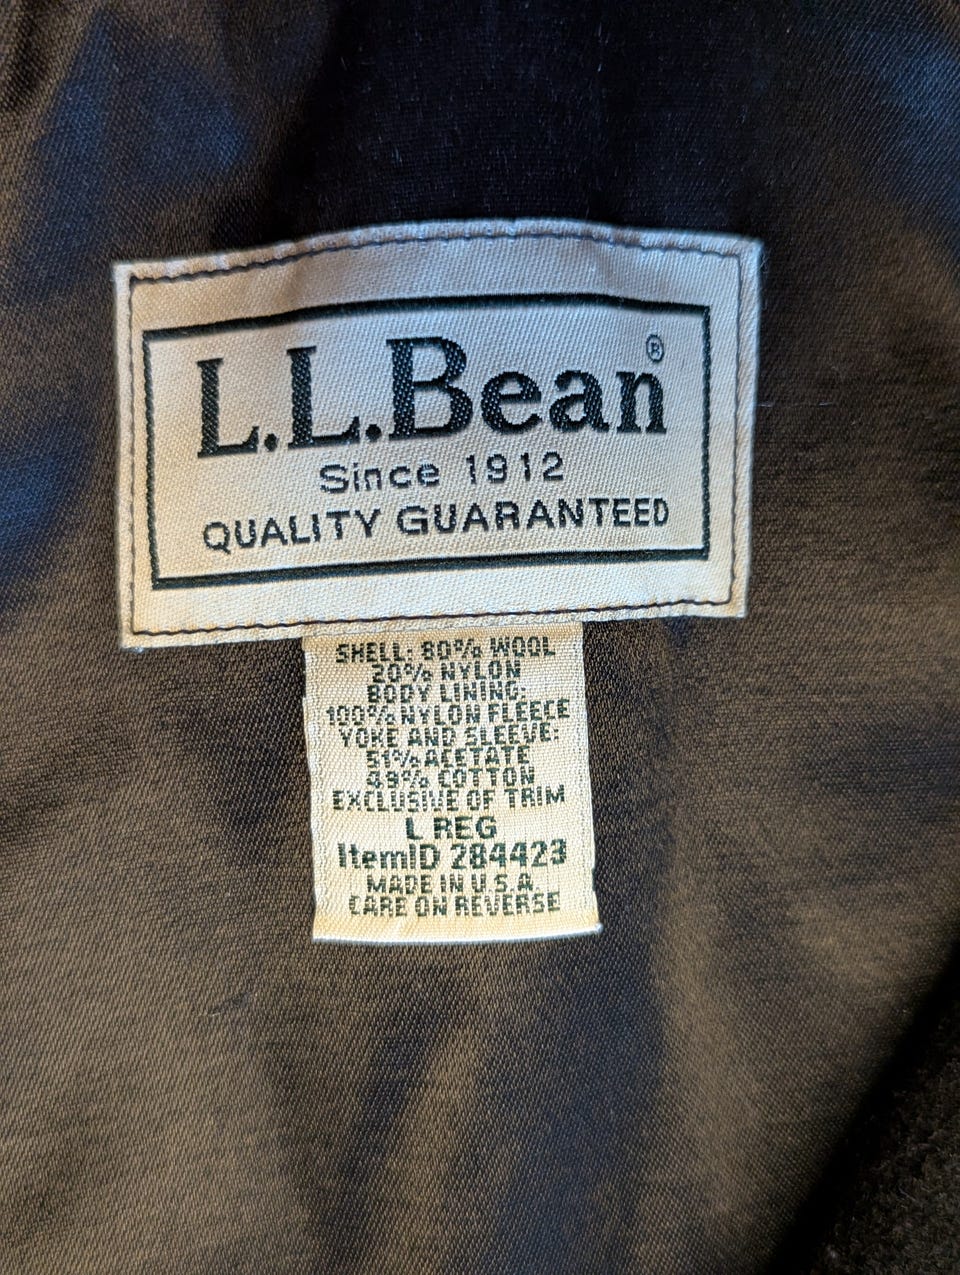 L.L.Bean®
Since 1912
QUALITY GUARANTEED
SHELL: 80% WOOL
20% NYLON
BODY LINING:
100% NYLON FLEECE
YOKE AND SLEEVE:
51% ACETATE
49% COTTON
EXCLUSIVE OF TRIM
L REG
ItemID 284423
MADE IN U.S.A.
CARE ON REVERSE